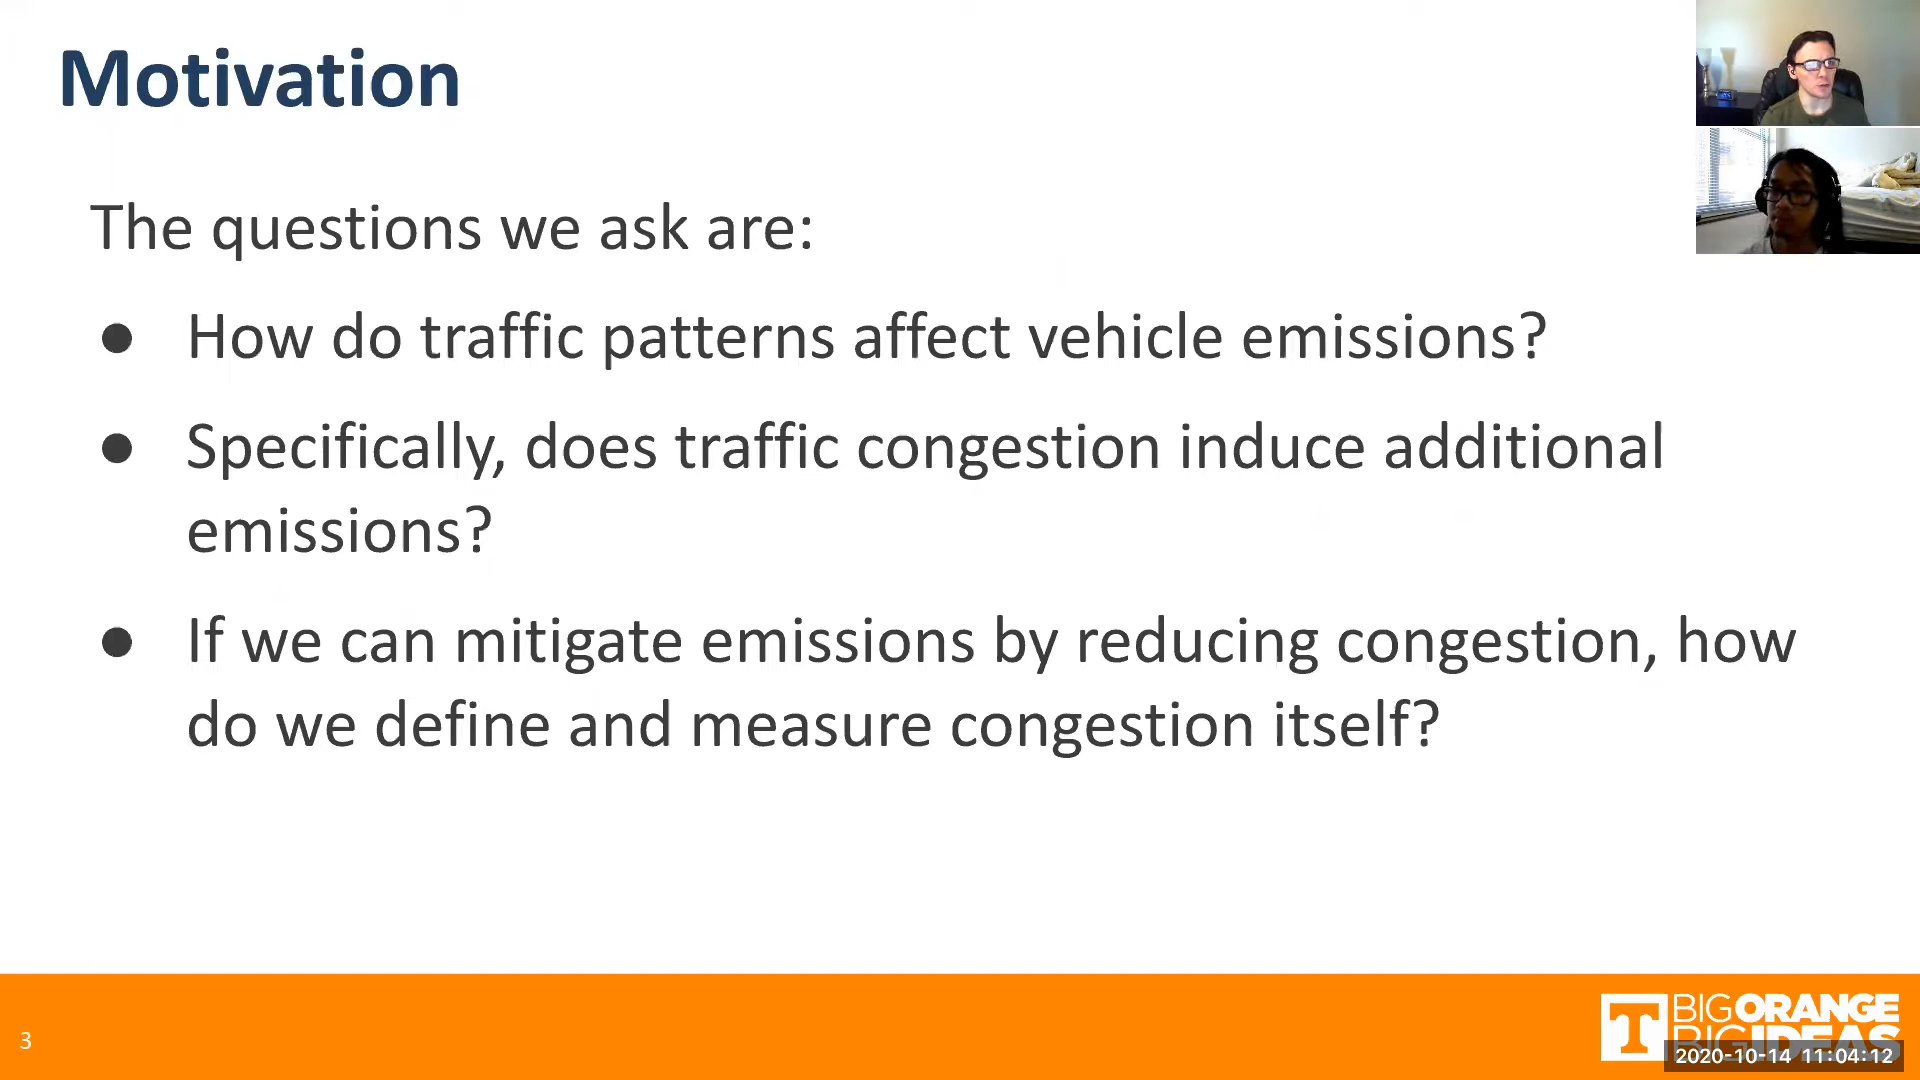 Motivation
The questions we ask are:
● How do traffic patterns affect vehicle emissions?
● Specifically, does traffic congestion induce additional
emissions?
● If we can mitigate emissions by reducing congestion, how
do we define and measure congestion itself?
3
T BIG ORANGE
BIG IDEAS
2020-10-14 11:04:12